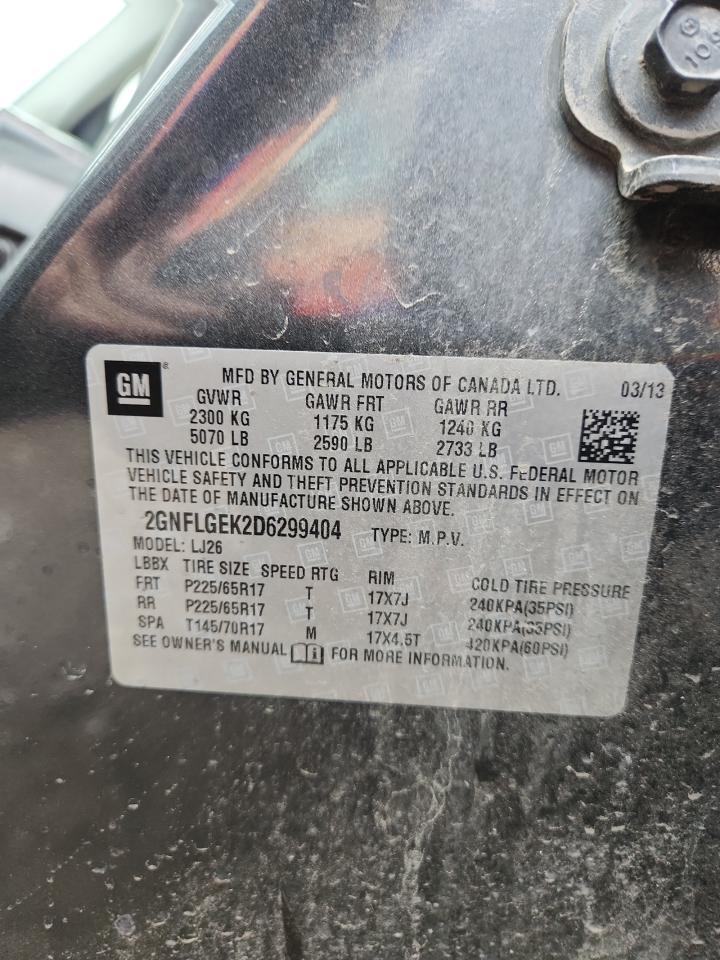 GM
MFD BY GENERAL MOTORS OF CANADA LTD. 03/13
GVWR GAWR FRT GAWR RR
2300 KG 1175 KG 1240 KG
5070 LB 2590 LB 2733 LB
THIS VEHICLE CONFORMS TO ALL APPLICABLE U.S. FEDERAL MOTOR
VEHICLE SAFETY AND THEFT PREVENTION STANDARDS IN EFFECT ON
THE DATE OF MANUFACTURE SHOWN ABOVE.
2GNFLGEK2D6299404 TYPE: M.P.V.
MODEL: LJ26
LBBX TIRE SIZE SPEED RTG RIM COLD TIRE PRESSURE
FRT P225/65R17 T 17X7J 240KPA(35PSI)
RR P225/65R17 T 17X7J 240KPA(35PSI)
SPA T145/70R17 M 17X4.5T 420KPA(60PSI)
SEE OWNER'S MANUAL FOR MORE INFORMATION.